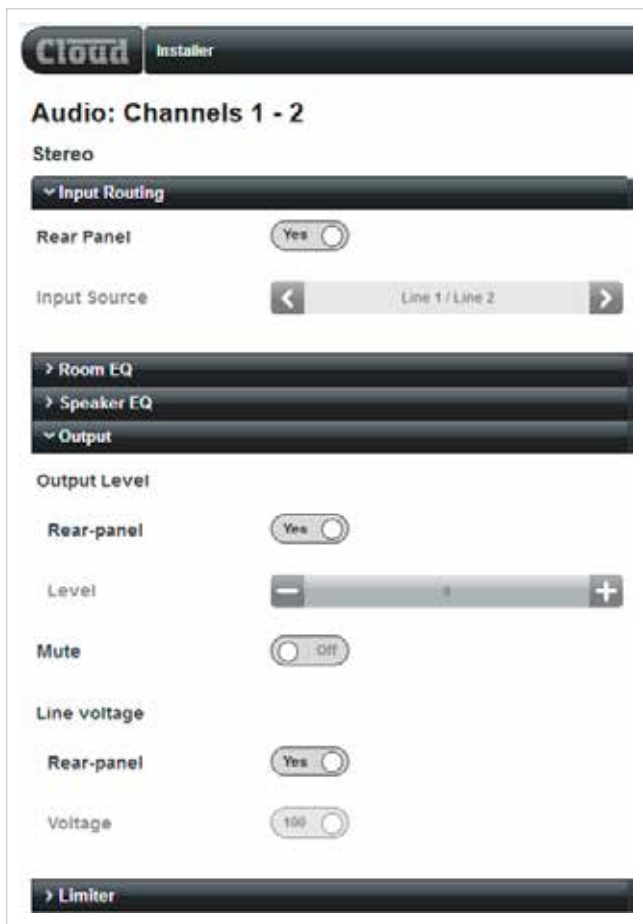 Cloud Installer
Audio: Channels 1 - 2
Stereo
Input Routing
Rear Panel Yes
Input Source Line 1 / Line 2
Room EQ
Speaker EQ
Output
Output Level
Rear-panel Yes
Level
Mute Off
Line voltage
Rear-panel Yes
Voltage 100
Limiter